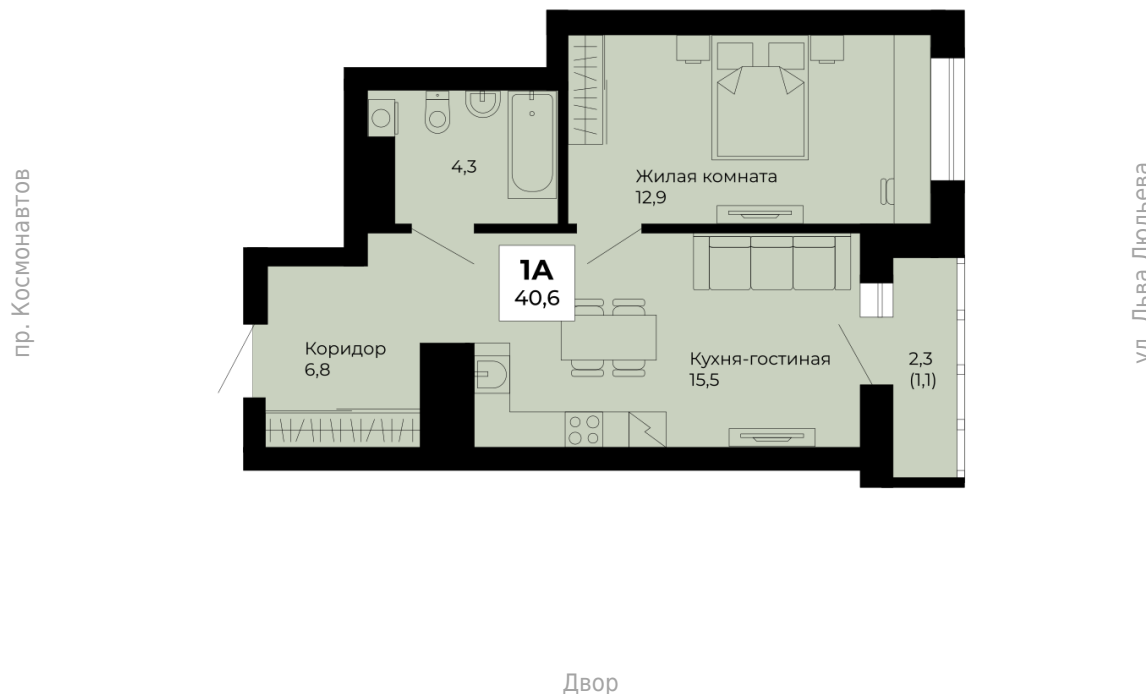 пр. Космонавтов
4,3
Жилая комната
12,9
1А
40,6
Коридор
6,8
Кухня-гостиная
15,5
2,3
(1,1)
ул. Льва
Двор